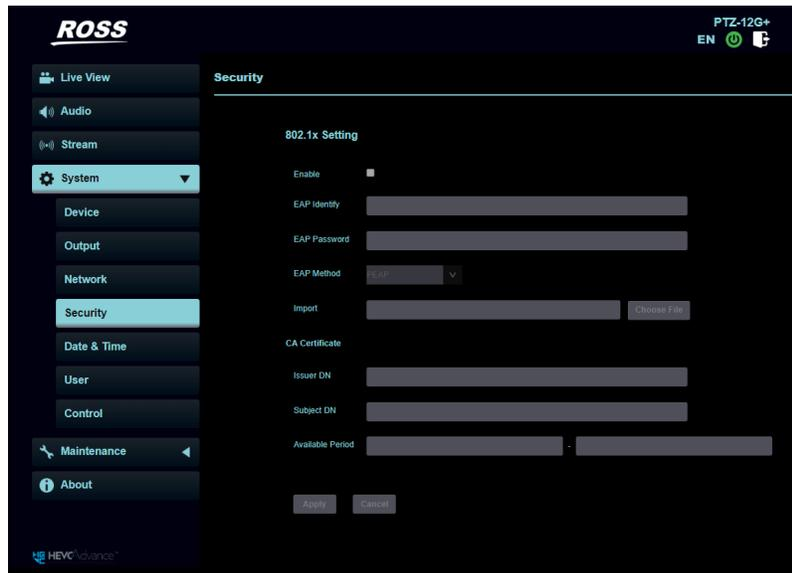 ROSS
PTZ-12G+
EN
Live View
Security
Audio
802.1x Setting
Stream
Enable
System
EAP Identify
Device
EAP Password
Output
EAP Method PEAP
Network
Import Choose File
Security
CA Certificate
Date & Time
Issuer DN
User
Subject DN
Control
Available Period -
Maintenance
About
Apply Cancel
HEVC Advance